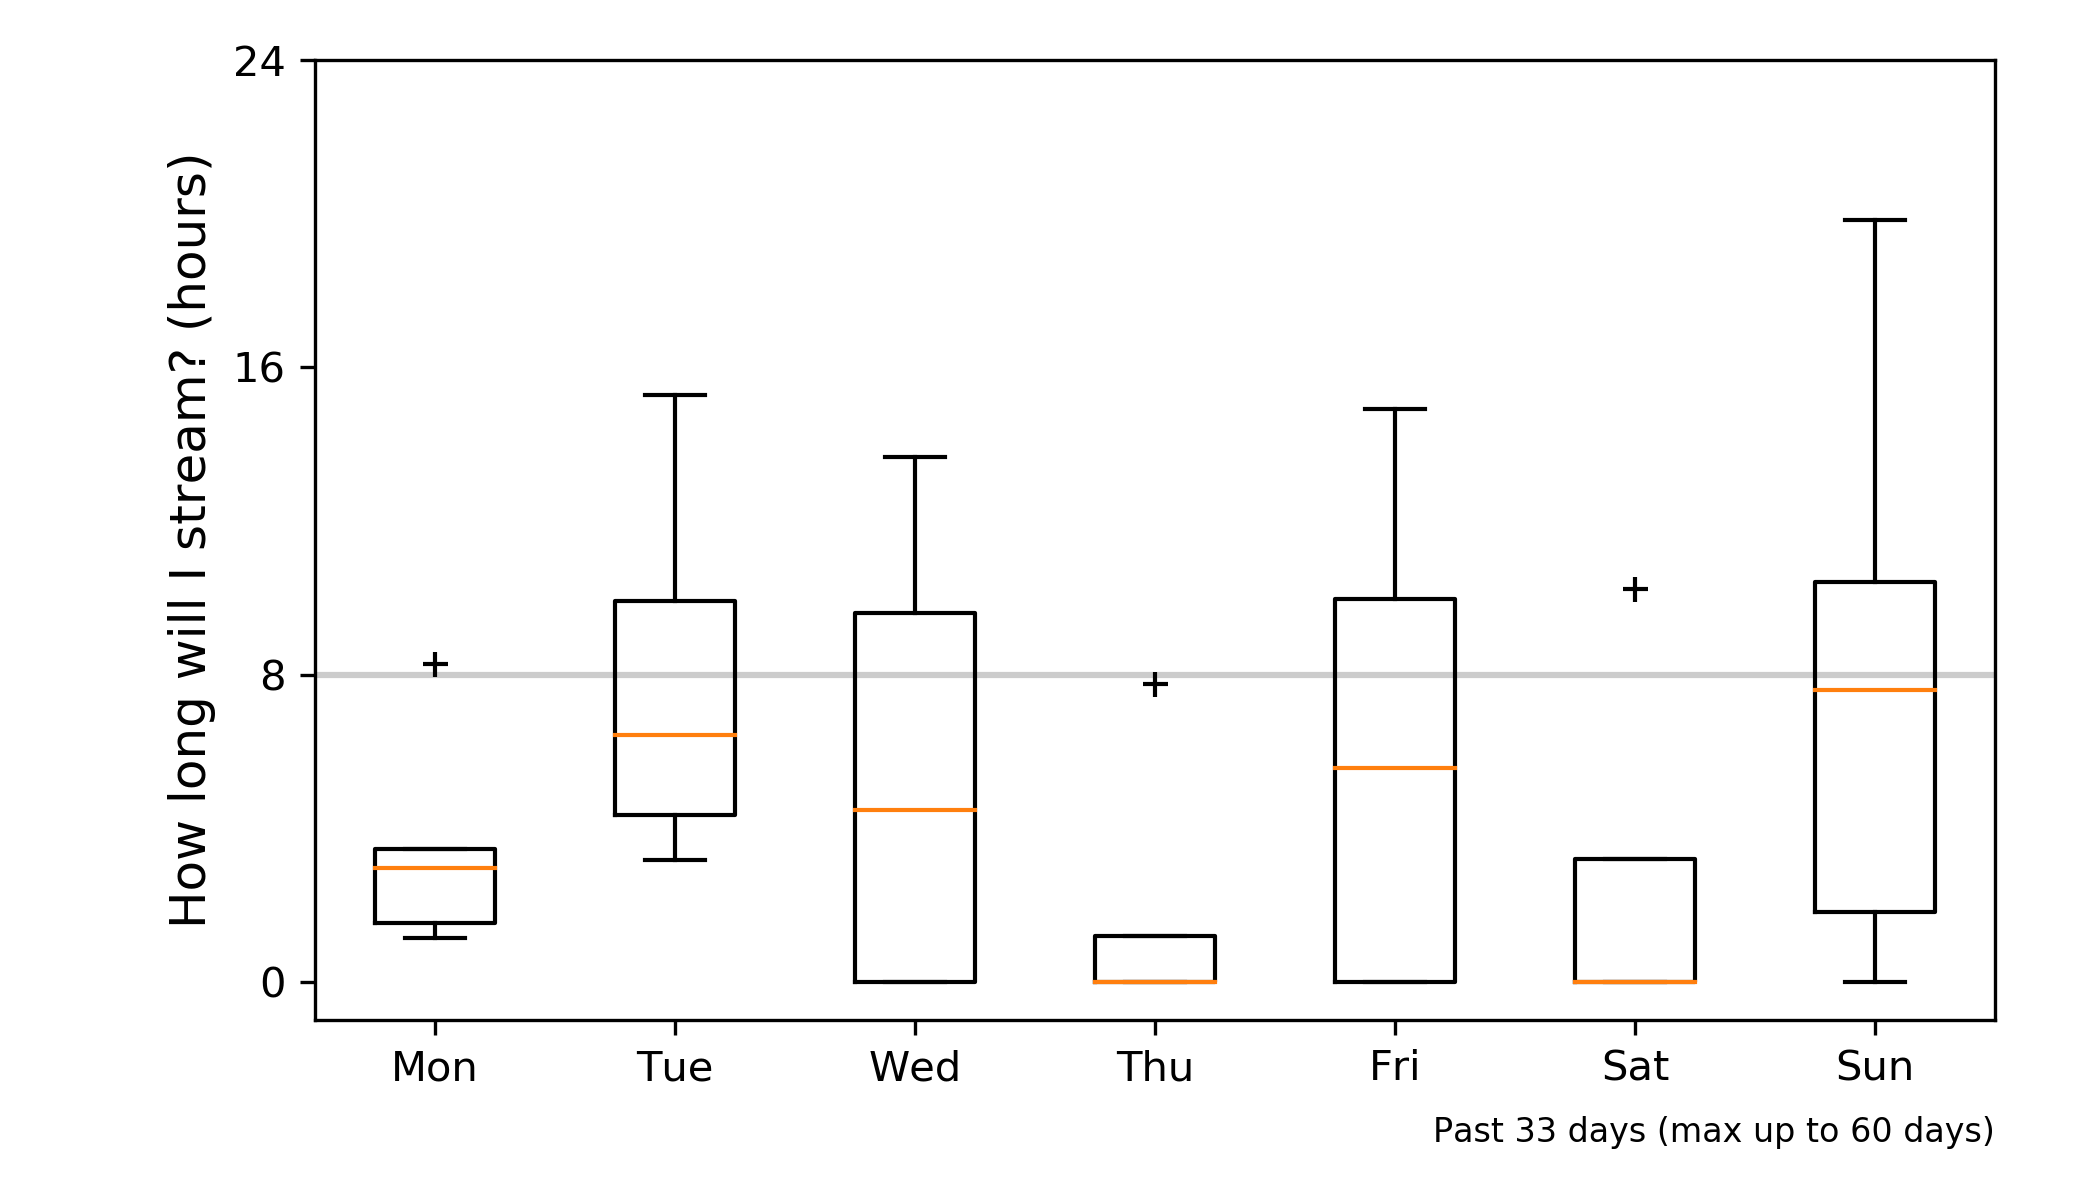 How long will I stream? (hours)
24
16
8
0
Mon Tue Wed Thu Fri Sat Sun
Past 33 days (max up to 60 days)